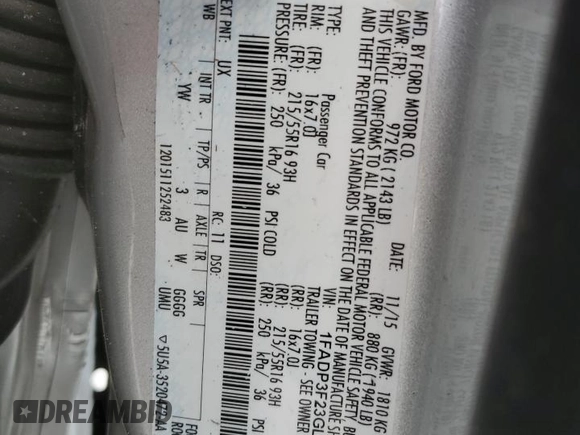 MFD. BY FORD MOTOR CO.
DATE: 11/15 GVWR: 1810 KG
GAWR:(FR): 972 KG ( 2143 LB) (RR): 880 KG ( 1940 LB)
THIS VEHICLE CONFORMS TO ALL APPLICABLE FEDERAL MOTOR VEHICLE SAFETY
AND THEFT PREVENTION STANDARDS IN EFFECT ON THE DATE OF MANUFACTURE
VIN: 1FADP3F23GL
TYPE: Passenger Car TRAILER TOWING - SEE OWNER
RIM: (FR): 16x7.0J (RR): 16x7.0J
TIRE: (FR): 215/55R16 93H (RR): 215/55R16 93H
PRESSURE: (FR): 250 kPa/ 36 PSI COLD (RR): 250 kPa/ 36 PSI
EXT PNT: UX RC: 11 DSO:
WB INT TR TP/PS R AXLE TR SPR
YW 3 AU W GGGG UMU
1201511252483
DREAMBID